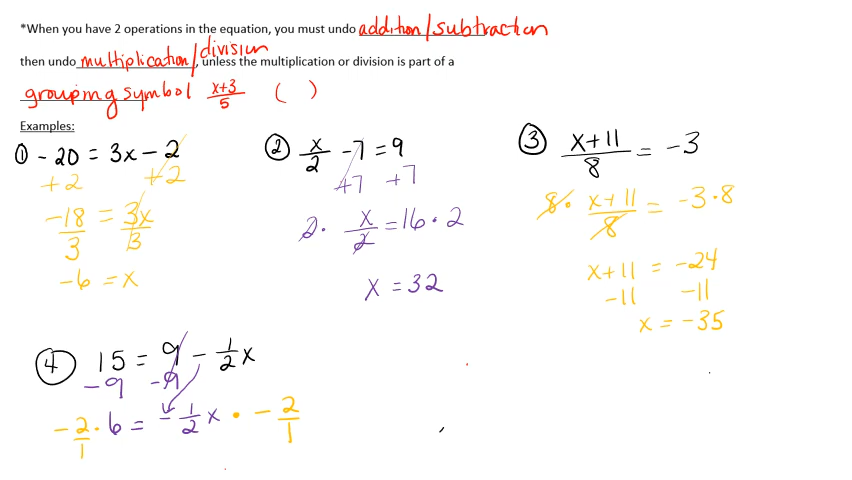 *When you have 2 operations in the equation, you must undo addition/subtraction
then undo multiplication/division, unless the multiplication or division is part of a
grouping symbol x+3/5 ( )
Examples:
① -20 = 3x - 2
+2 +2
-18/3 = 3x/3
-6 = x
② x/2 - 7 = 9
+7 +7
2 · x/2 = 16 · 2
x = 32
③ x+11/8 = -3
8 · x+11/8 = -3 · 8
x+11 = -24
-11 -11
x = -35
④ 15 = 9 - 1/2x
-9 -9
-2/1 · 6 = -1/2x · -2/1